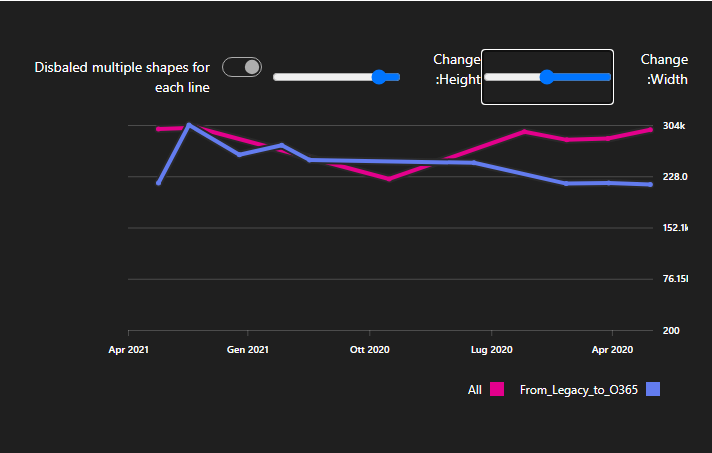 Disbaled multiple shapes for
each line
Change
:Height
Change
:Width
304k
228.0
152.1k
76.15
200
Apr 2021
Gen 2021
Ott 2020
Lug 2020
Apr 2020
All
From_Legacy_to_O365